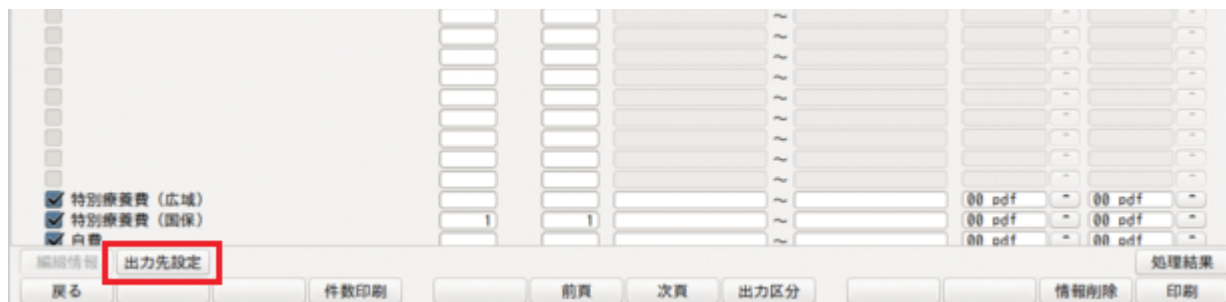 ~
~
~
~
~
~
~
~
~
特別療養費（広域） ~ 00 pdf 00 pdf
特別療養費（国保） 1 1 ~ 00 pdf 00 pdf
自費 ~ 00 pdf 00 pdf
編綴情報 出力先設定 処理結果
戻る 件数印刷 前頁 次頁 出力区分 情報削除 印刷